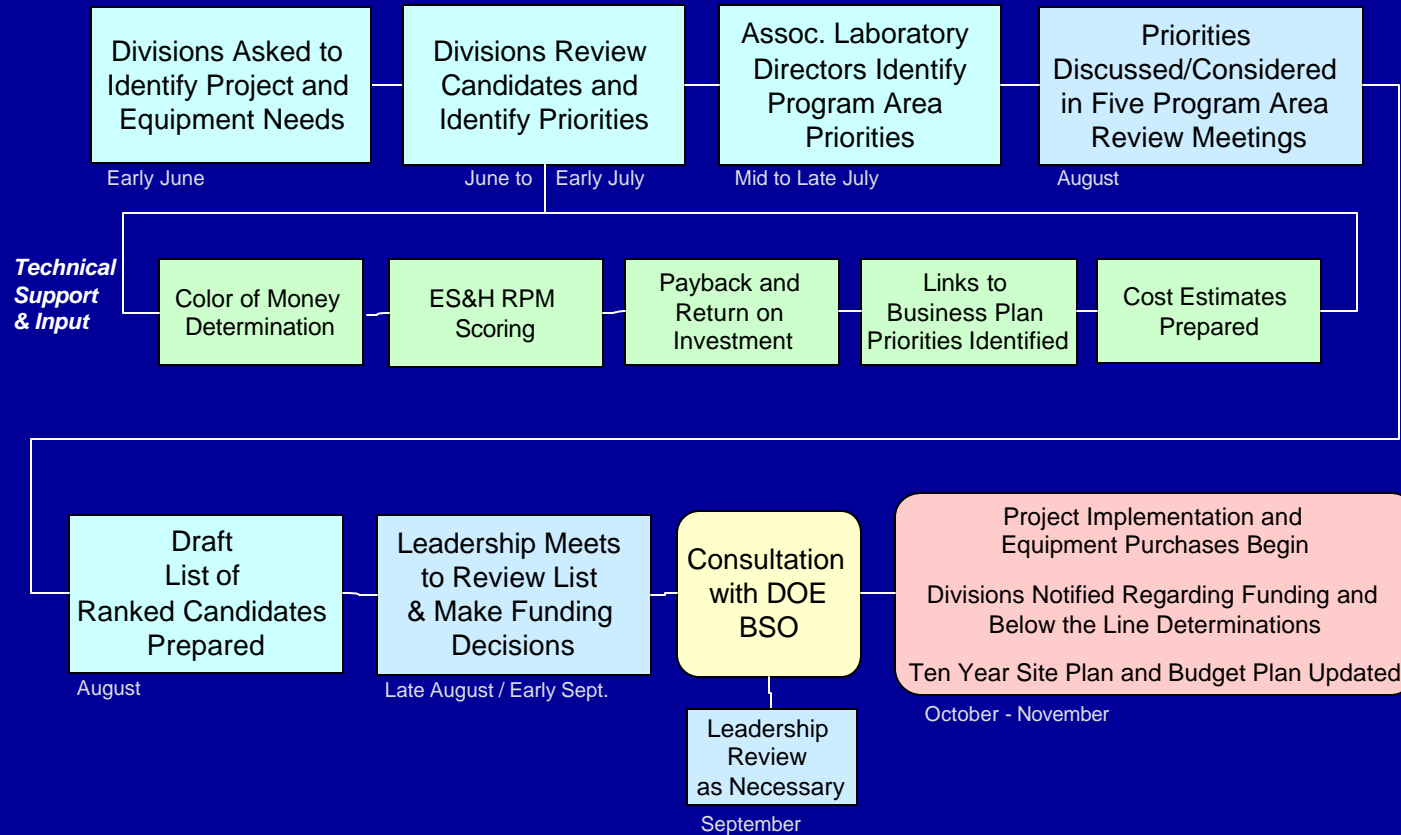 Divisions Asked to
Identify Project and
Equipment Needs
Early June
Divisions Review
Candidates and
Identify Priorities
June to Early July
Assoc. Laboratory
Directors Identify
Program Area
Priorities
Mid to Late July
Priorities
Discussed/Considered
in Five Program Area
Review Meetings
August
Technical
Support
& Input
Color of Money
Determination
ES&H RPM
Scoring
Payback and
Return on
Investment
Links to
Business Plan
Priorities Identified
Cost Estimates
Prepared
Draft
List of
Ranked Candidates
Prepared
August
Leadership Meets
to Review List
& Make Funding
Decisions
Late August / Early Sept.
Consultation
with DOE
BSO
Leadership
Review
as Necessary
September
Project Implementation and
Equipment Purchases Begin
Divisions Notified Regarding Funding and
Below the Line Determinations
Ten Year Site Plan and Budget Plan Updated
October - November